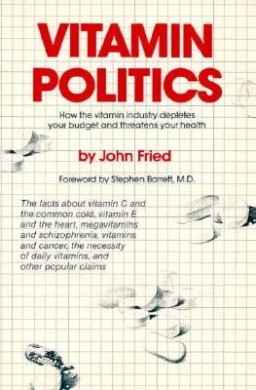 VITAMIN
POLITICS
How the vitamin industry depletes
your budget and threatens your health
by John Fried
Foreword by Stephen Barrett, M.D.
The facts about vitamin C and
the common cold, vitamin E
and the heart, megavitamins
and schizophrenia, vitamins
and cancer, the necessity
of daily vitamins, and
other popular claims